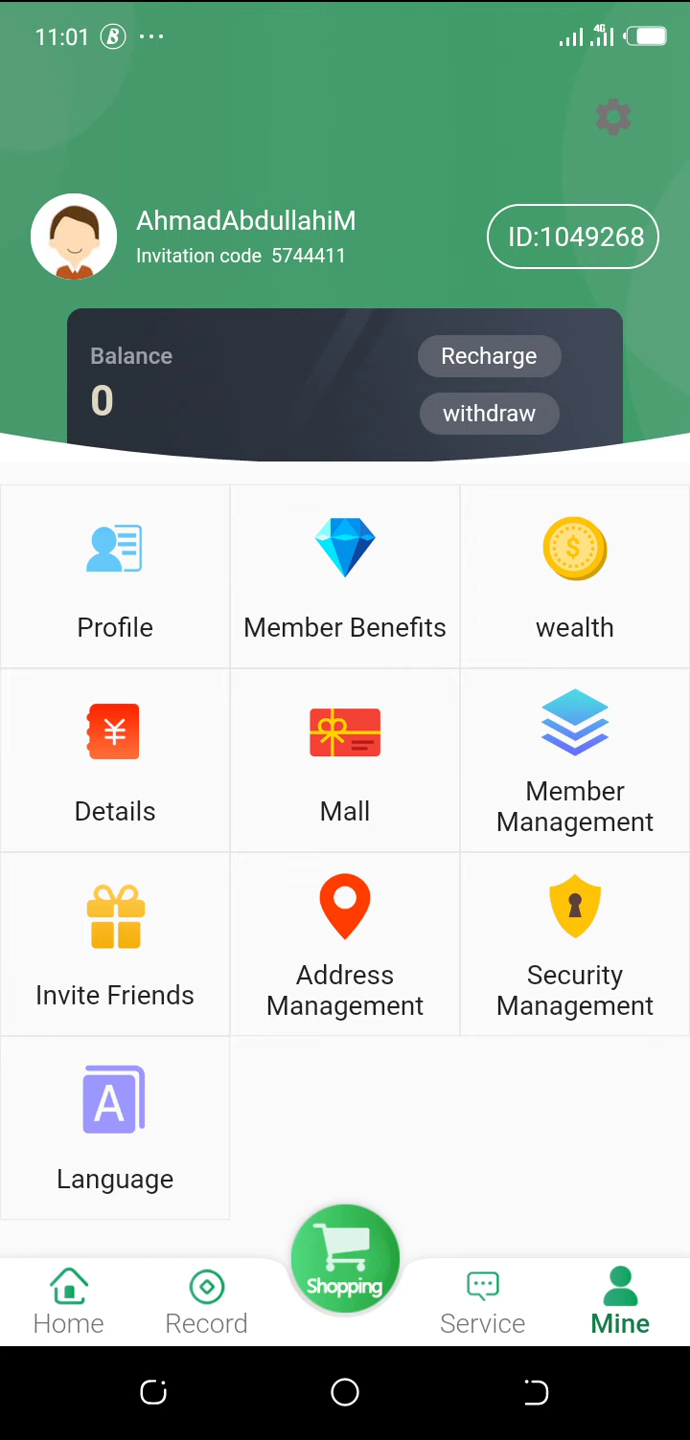 11:01
4G
AhmadAbdullahiM
Invitation code 5744411
ID:1049268
Balance
0
Recharge
withdraw
Profile
Member Benefits
wealth
Details
Mall
Member
Management
Invite Friends
Address
Management
Security
Management
Language
Shopping
Home
Record
Service
Mine